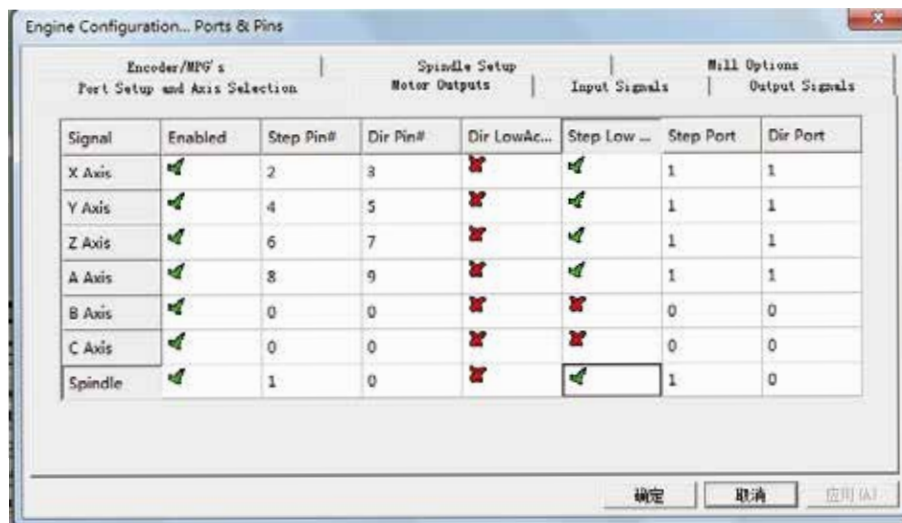 Engine Configuration... Ports & Pins
Encoder/MPG's Spindle Setup Mill Options
Port Setup and Axis Selection Motor Outputs Input Signals Output Signals
Signal Enabled Step Pin# Dir Pin# Dir LowAc... Step Low ... Step Port Dir Port
X Axis 2 3 1 1
Y Axis 4 5 1 1
Z Axis 6 7 1 1
A Axis 8 9 1 1
B Axis 0 0 0 0
C Axis 0 0 0 0
Spindle 1 0 1 0
确定 取消 应用(A)